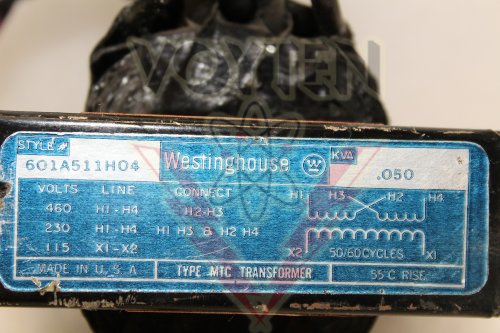 VOYTEN
STYLE #
601A511H04
Westinghouse
W
KVA
.050
VOLTS LINE CONNECT
460 H1-H4 H2-H3
230 H1-H4 H1 H3 & H2 H4
115 X1-X2
H1 H3 H2 H4
X2 X1
50/60 CYCLES
MADE IN U.S.A
TYPE MTC TRANSFORMER
55°C RISE